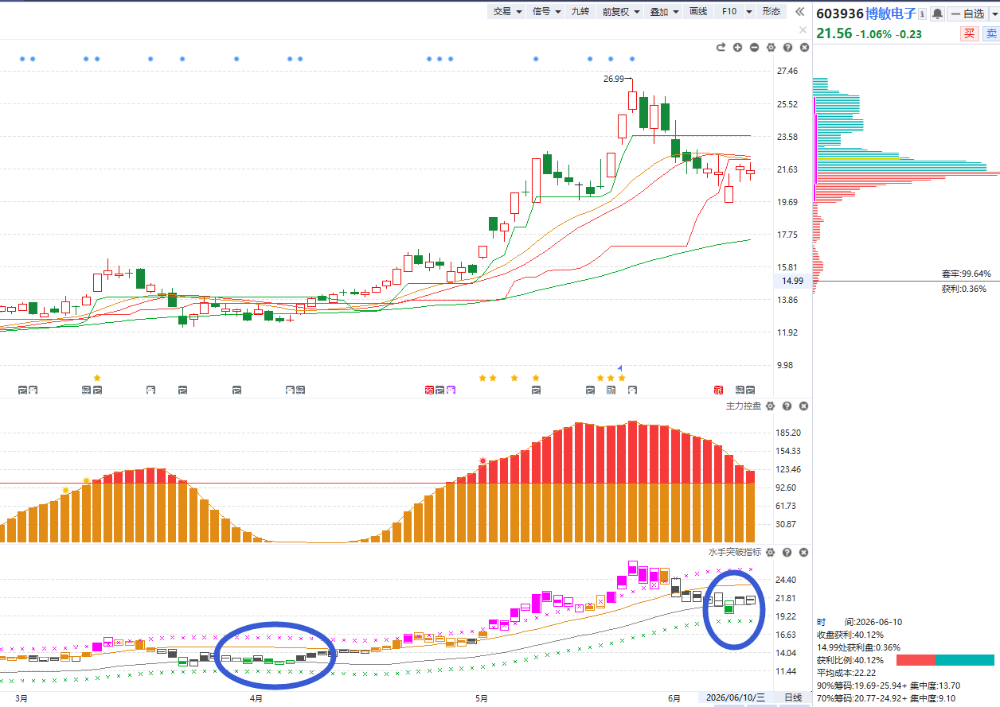 交易 信号 九转 前复权 叠加 画线 F10 形态
603936 博敏电子 自选
21.56 -1.06% -0.23 买 卖
26.99
27.46
25.52
23.58
21.63
19.69
17.75
15.81
14.99
13.86
11.92
9.98
套牢:99.64%
获利:0.36%
主力控盘
185.20
154.33
123.46
92.60
61.73
30.87
水手突破指标
24.40
21.81
19.22
16.63
14.04
11.44
3月 4月 5月 6月 2026/06/10/三 日线
时 间:2026-06-10
收盘获利:40.12%
14.99处获利盘:0.36%
获利比例:40.12%
平均成本:22.22
90%筹码:19.69-25.94+ 集中度:13.70
70%筹码:20.77-24.92+ 集中度:9.10